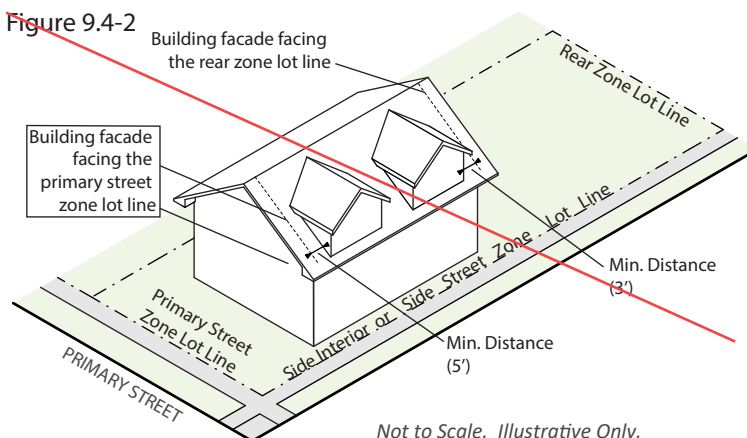 Figure 9.4-2
Building facade facing
the rear zone lot line
Rear Zone Lot Line
Building facade
facing the
primary street
zone lot line
Min. Distance
(3')
Side Interior or Side Street Zone Lot Line
Primary Street
Zone Lot Line
Min. Distance
(5')
PRIMARY STREET
Not to Scale. Illustrative Only.